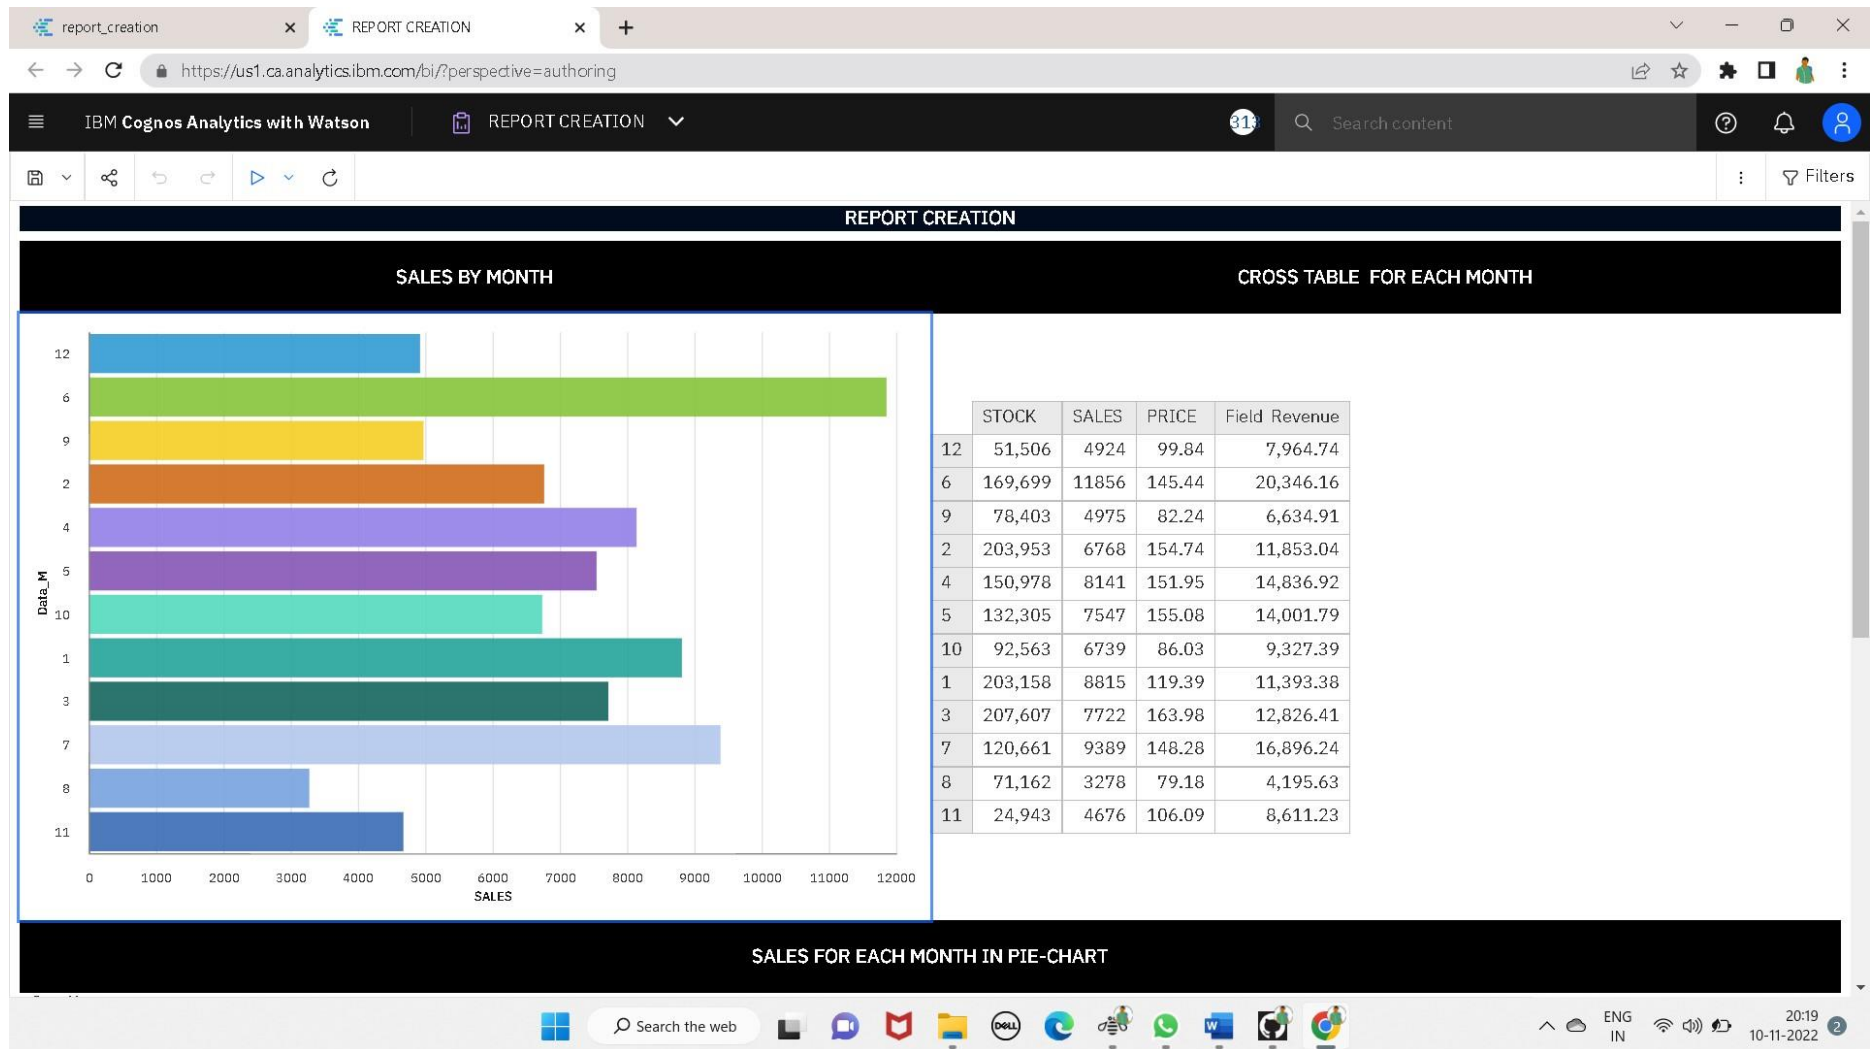 report_creation
REPORT CREATION
https://us1.ca.analytics.ibm.com/bi/?perspective=authoring
IBM Cognos Analytics with Watson
REPORT CREATION
313
Search content
Filters
REPORT CREATION
SALES BY MONTH
CROSS TABLE FOR EACH MONTH
12
6
9
2
4
5
10
1
3
7
8
11
Data_M
0 1000 2000 3000 4000 5000 6000 7000 8000 9000 10000 11000 12000
SALES
STOCK SALES PRICE Field Revenue
12 51,506 4924 99.84 7,964.74
6 169,699 11856 145.44 20,346.16
9 78,403 4975 82.24 6,634.91
2 203,953 6768 154.74 11,853.04
4 150,978 8141 151.95 14,836.92
5 132,305 7547 155.08 14,001.79
10 92,563 6739 86.03 9,327.39
1 203,158 8815 119.39 11,393.38
3 207,607 7722 163.98 12,826.41
7 120,661 9389 148.28 16,896.24
8 71,162 3278 79.18 4,195.63
11 24,943 4676 106.09 8,611.23
SALES FOR EACH MONTH IN PIE-CHART
Search the web
DELL
W
ENG
IN
20:19
10-11-2022
2